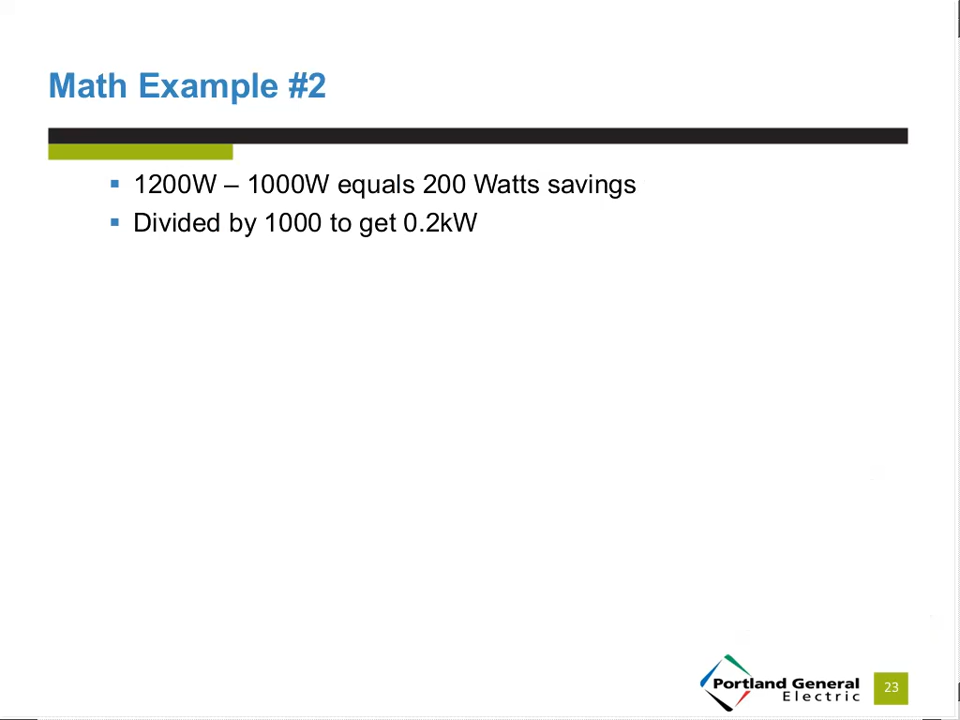 Math Example #2
1200W – 1000W equals 200 Watts savings
Divided by 1000 to get 0.2kW
Portland General
Electric
23